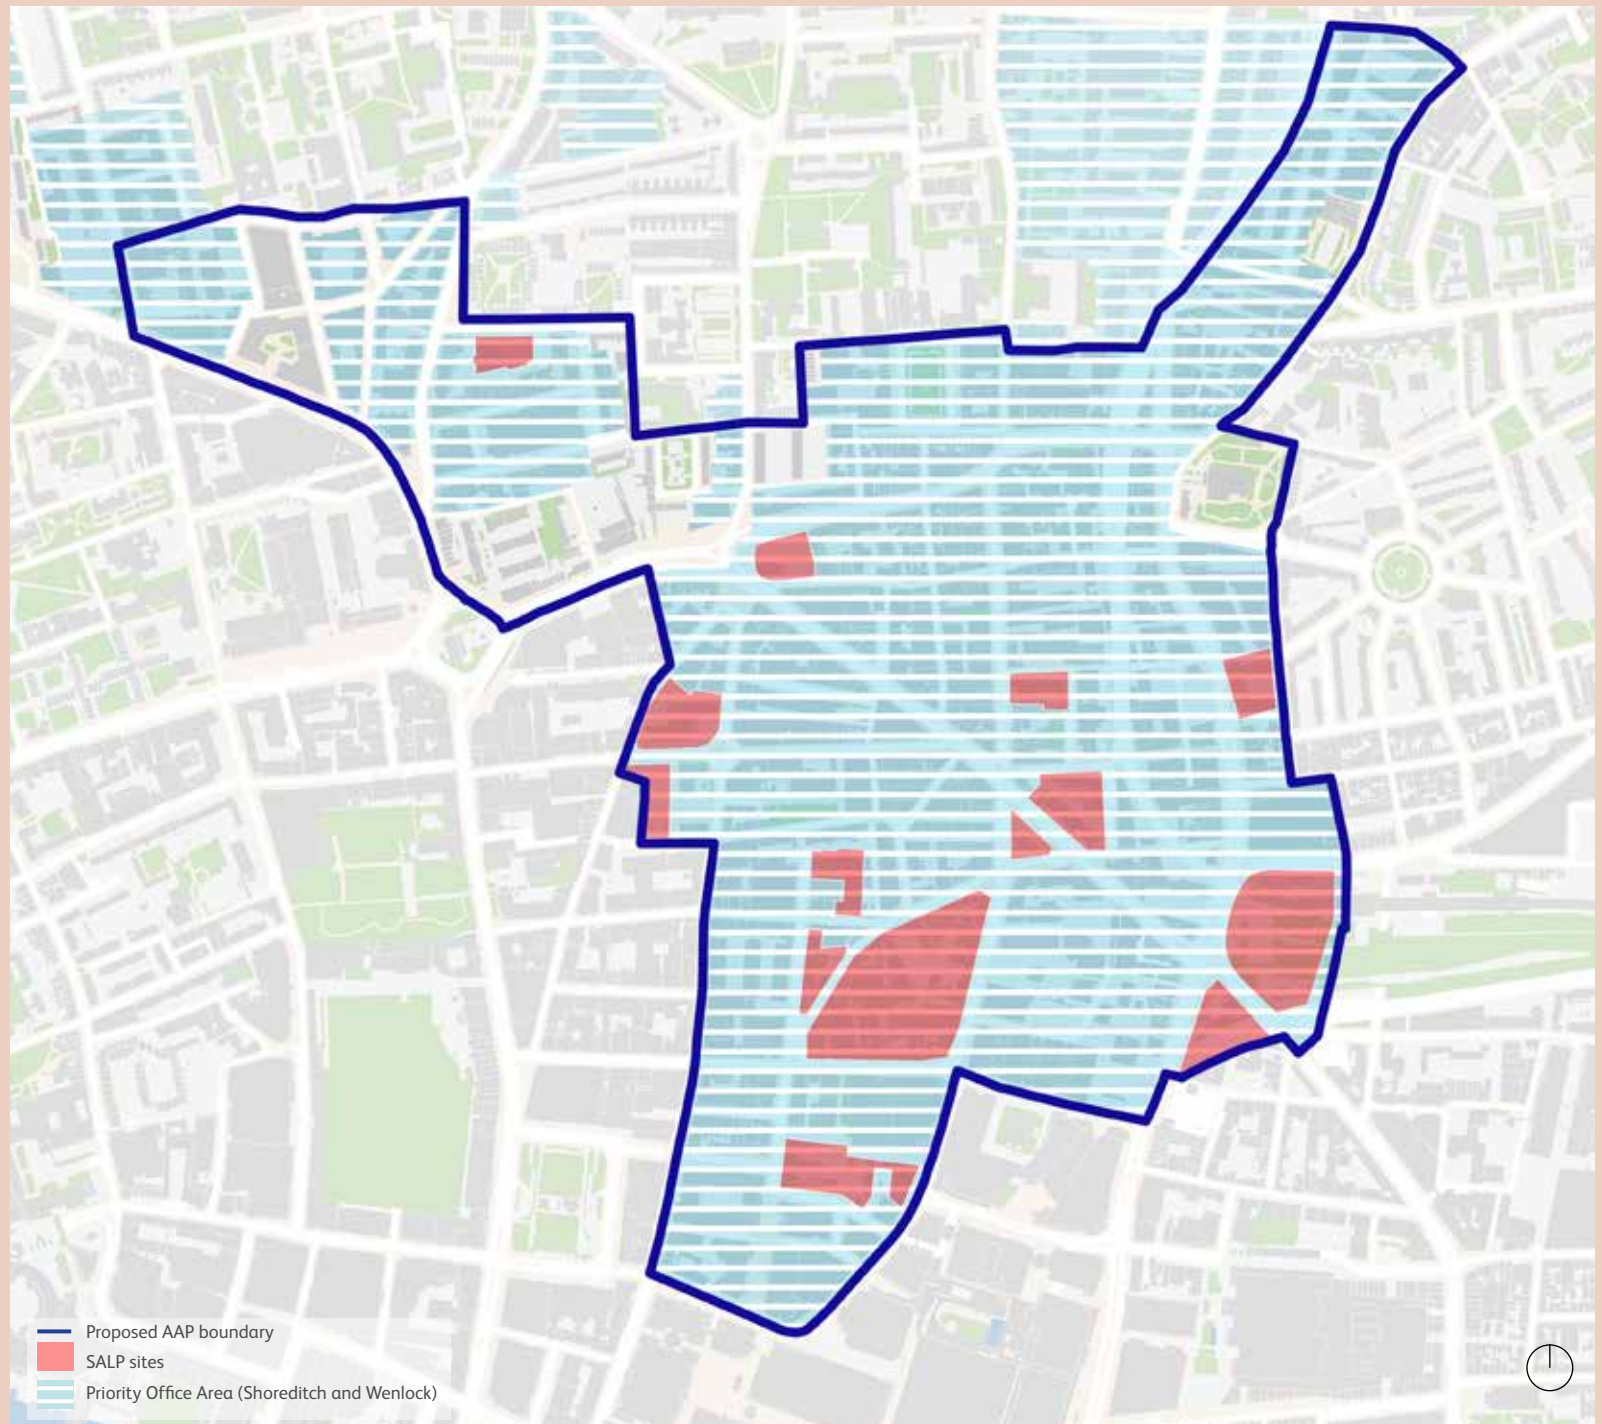 Proposed AAP boundary
SALP sites
Priority Office Area (Shoreditch and Wenlock)